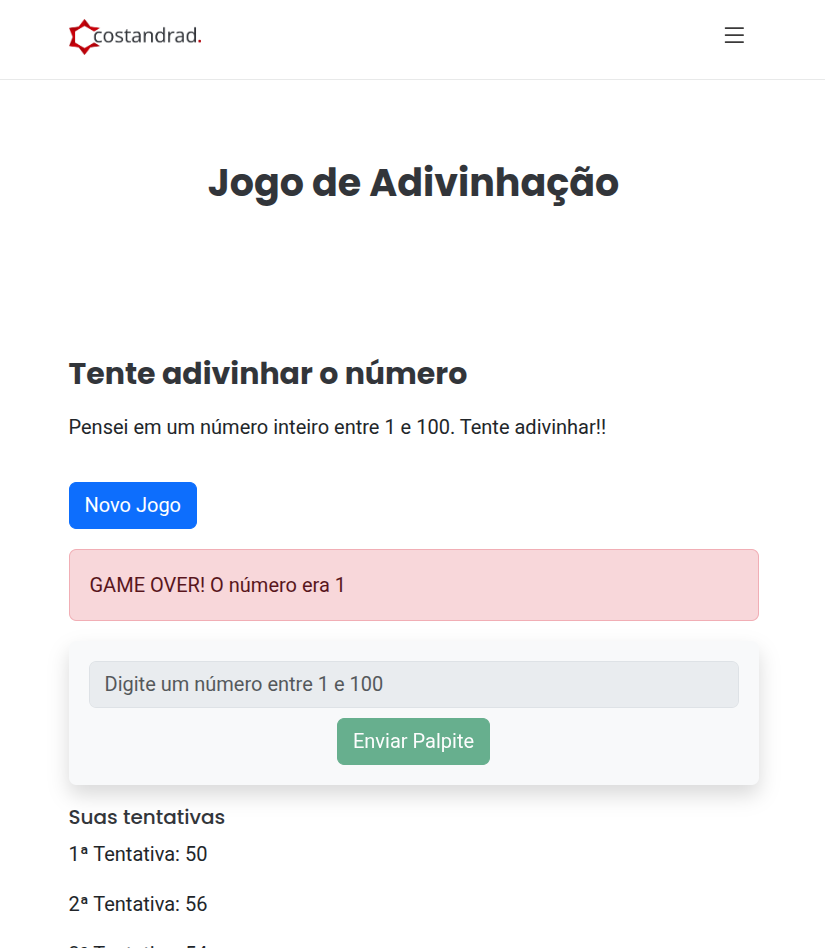 costandrad.
Jogo de Adivinhação
Tente adivinhar o número
Pensei em um número inteiro entre 1 e 100. Tente adivinhar!!
Novo Jogo
GAME OVER! O número era 1
Digite um número entre 1 e 100
Enviar Palpite
Suas tentativas
1ª Tentativa: 50
2ª Tentativa: 56